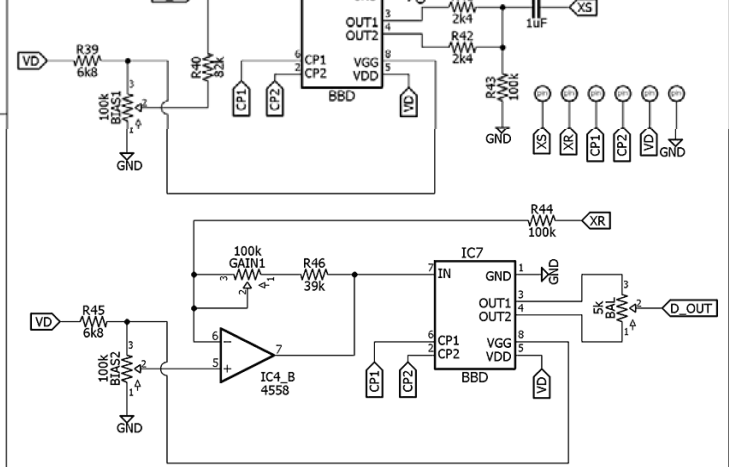 OUT1
OUT2
3
4
2k4
R42
2k4
1uF
XS
VD
R39
6k8
R40
82k
6
2
CP1
CP2
VGG
VDD
8
5
BBD
CP1
CP2
VD
R43
100k
GND
100k
BIAS1
3
2
1
GND
pin
pin
pin
pin
pin
pin
XS
XR
CP1
CP2
VD
GND
R44
100k
XR
100k
GAIN1
3
2
1
R46
39k
IC7
7
IN
GND
1
GND
OUT1
OUT2
3
4
5k
BAL
3
2
1
D_OUT
VD
R45
6k8
6
2
CP1
CP2
VGG
VDD
8
5
BBD
CP1
CP2
VD
100k
BIAS2
3
2
1
GND
6
5
7
IC4_B
4558